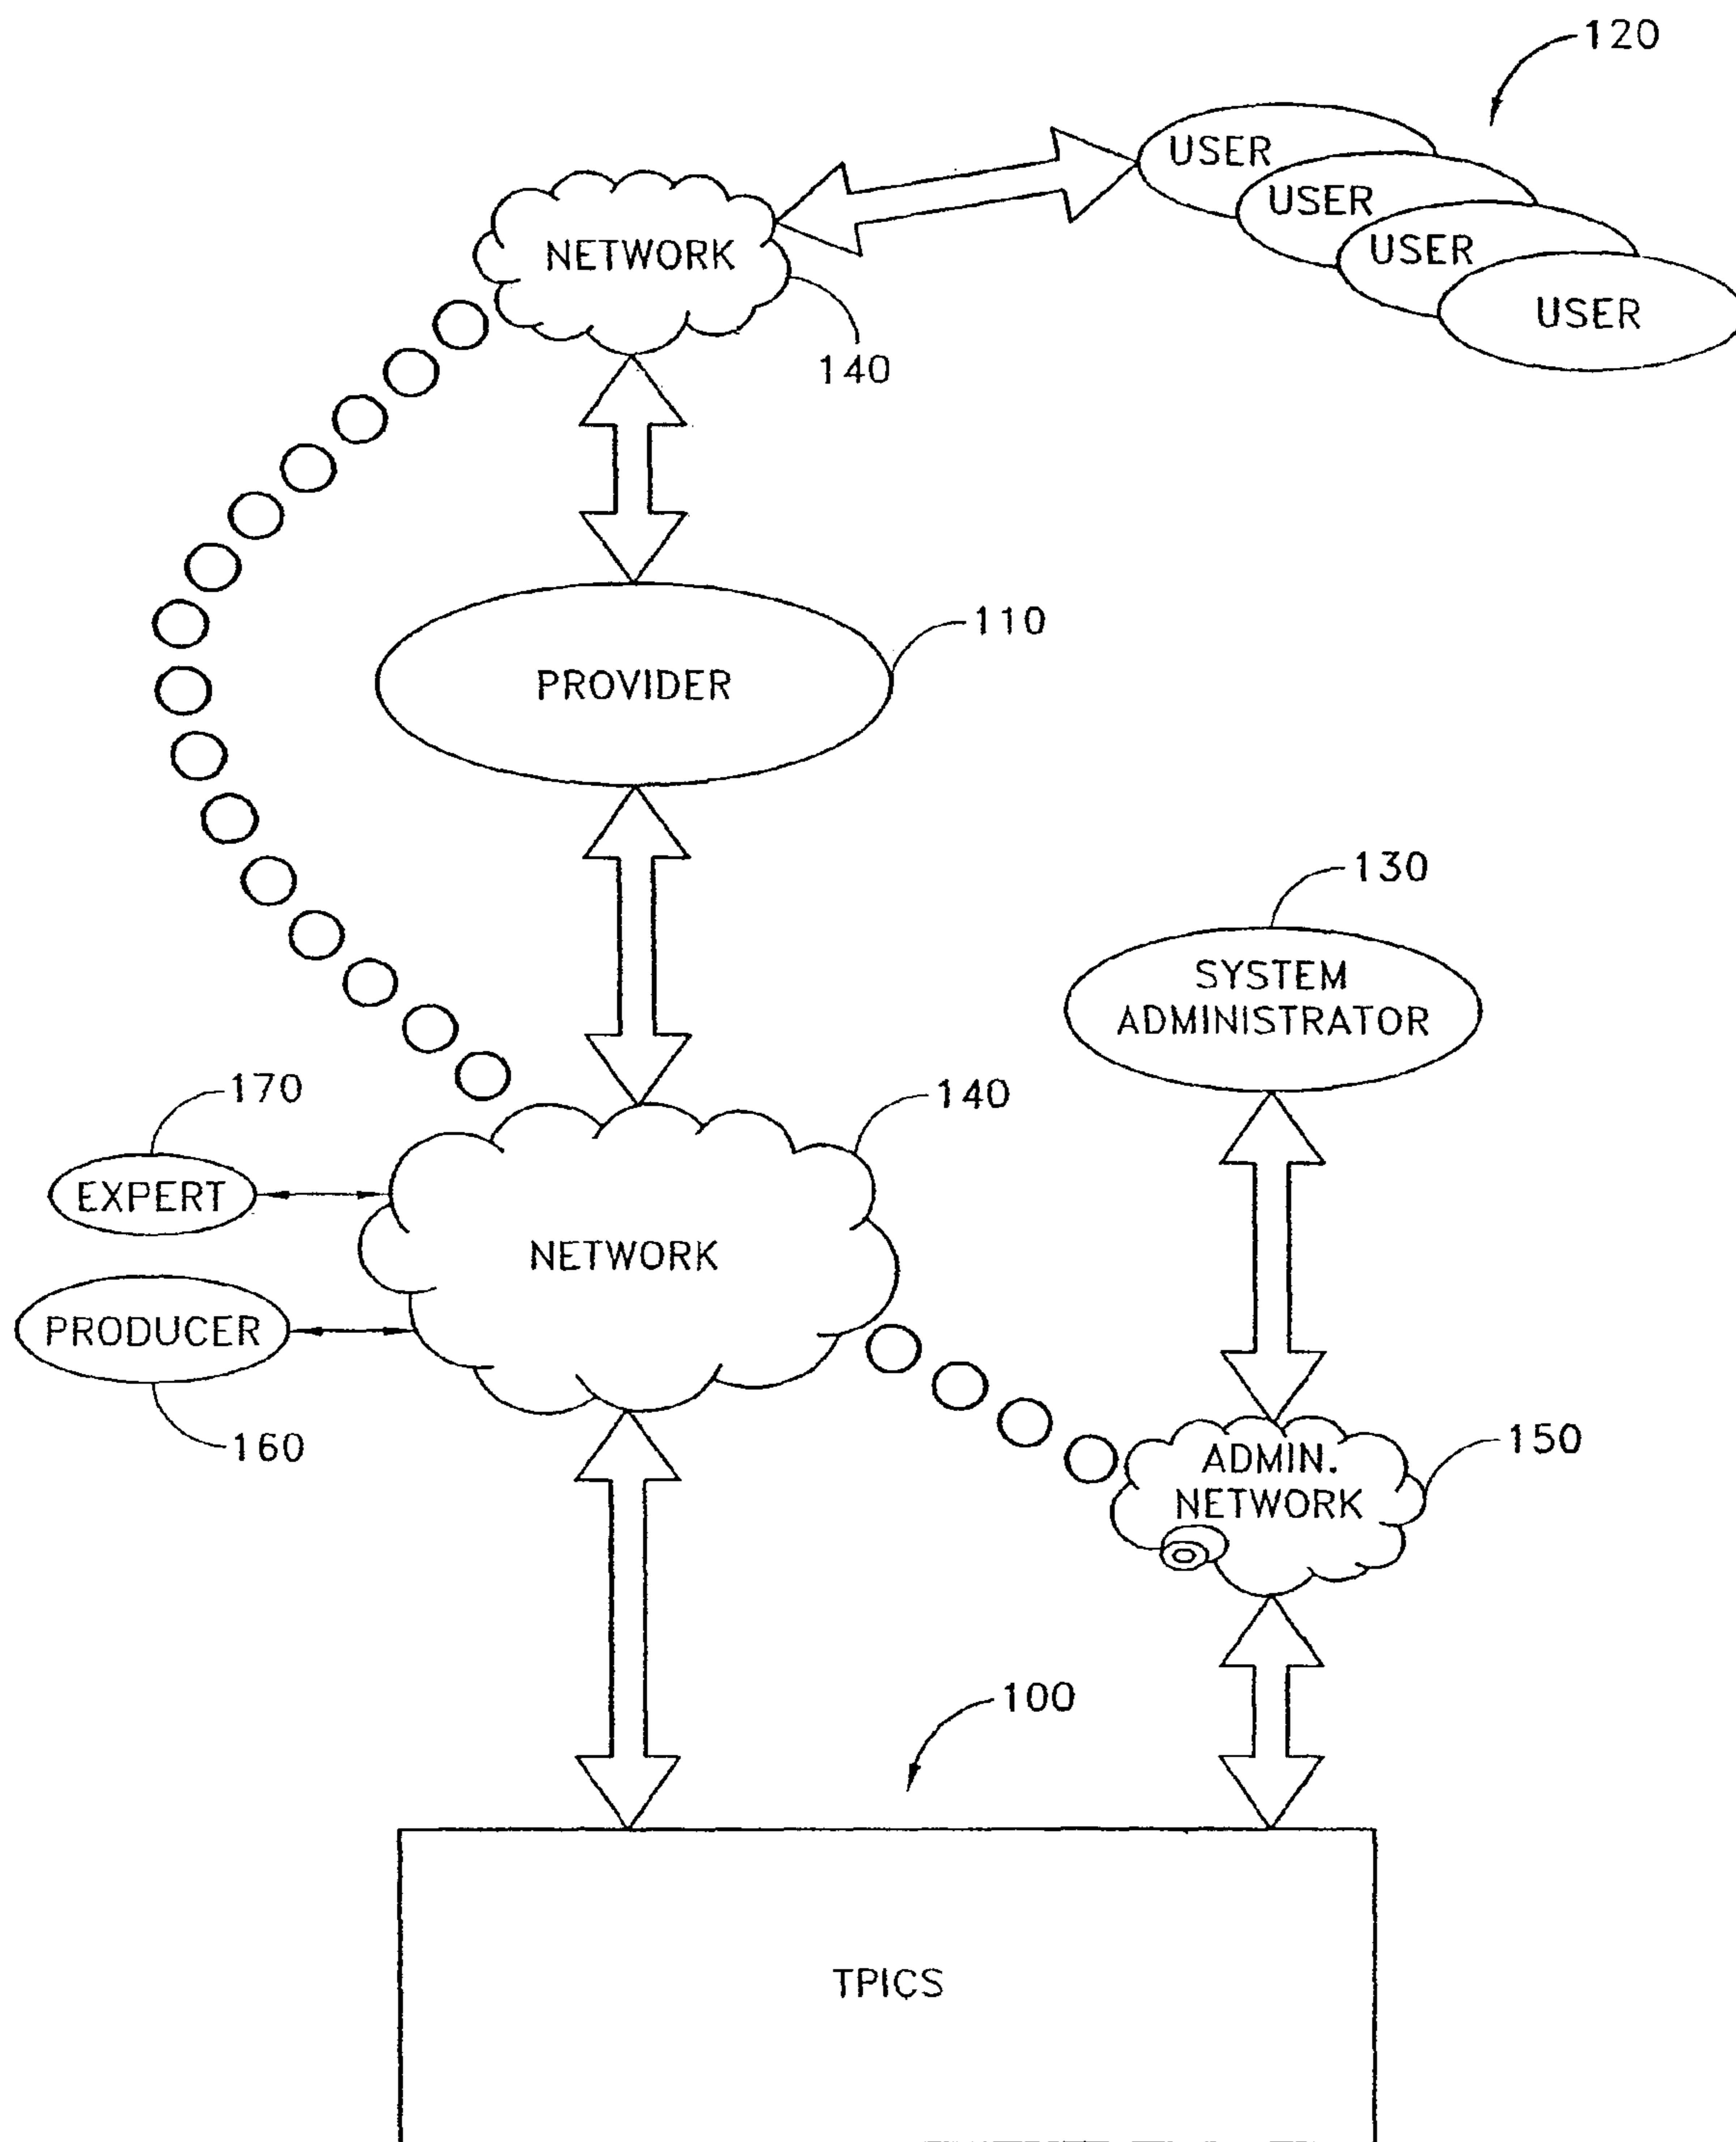 120
USER
USER
USER
USER
NETWORK
140
110
PROVIDER
130
SYSTEM
ADMINISTRATOR
170
140
EXPERT
NETWORK
PRODUCER
160
ADMIN.
NETWORK
150
100
TPICS